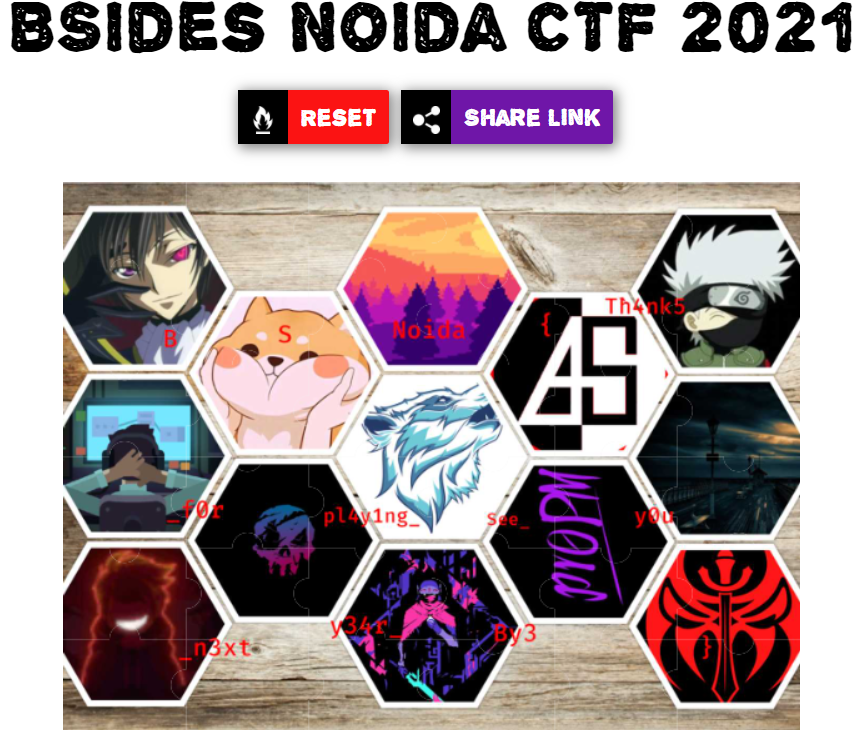 BSIDES NOIDA CTF 2021
RESET SHARE LINK
B S Noida { Th4nk5
_f0r pl4y1ng_ See_ y0u
_n3xt y34r_ By3 }